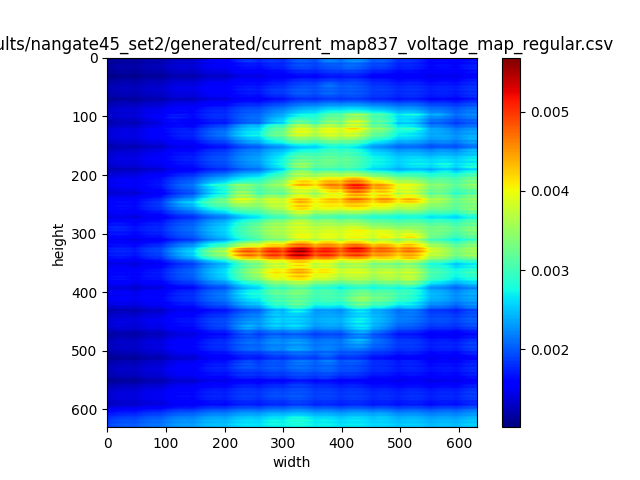 ults/nangate45_set2/generated/current_map837_voltage_map_regular.csv
0
100
200
300
400
500
600
height
0 100 200 300 400 500 600
width
0.005
0.004
0.003
0.002